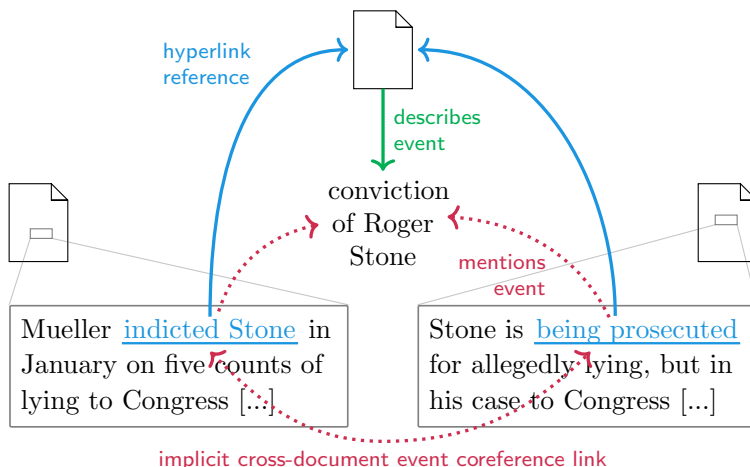 hyperlink
reference
describes
event
conviction
of Roger
Stone
mentions
event
Mueller indicted Stone in
January on five counts of
lying to Congress [...]
Stone is being prosecuted
for allegedly lying, but in
his case to Congress [...]
implicit cross-document event coreference link